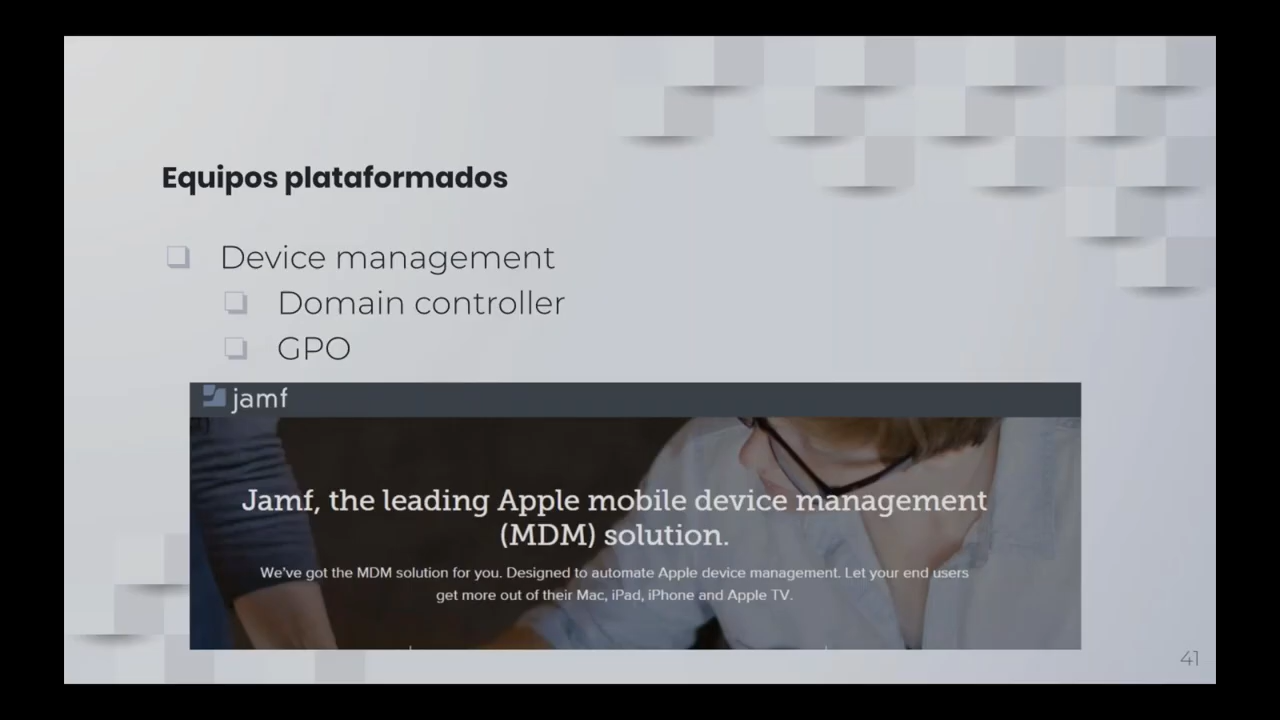 Equipos plataformados
Device management
Domain controller
GPO
jamf
Jamf, the leading Apple mobile device management
(MDM) solution.
We've got the MDM solution for you. Designed to automate Apple device management. Let your end users
get more out of their Mac, iPad, iPhone and Apple TV.
41